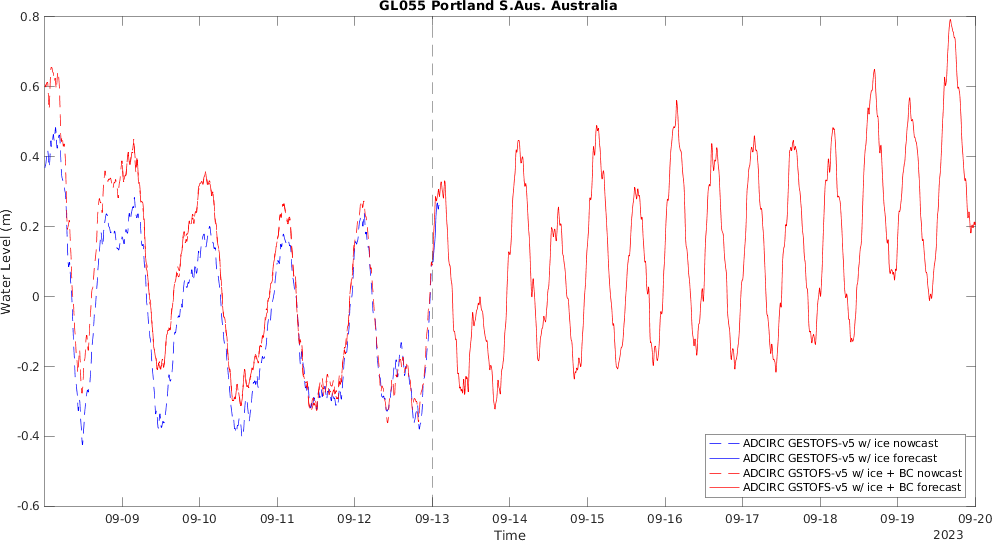 GL055 Portland S.Aus. Australia
Water Level (m)
0.8
0.6
0.4
0.2
0
-0.2
-0.4
-0.6
ADCIRC GESTOFS-v5 w/ ice nowcast
ADCIRC GESTOFS-v5 w/ ice forecast
ADCIRC GSTOFS-v5 w/ ice + BC nowcast
ADCIRC GSTOFS-v5 w/ ice + BC forecast
09-09 09-10 09-11 09-12 09-13 09-14 09-15 09-16 09-17 09-18 09-19 09-20
Time
2023